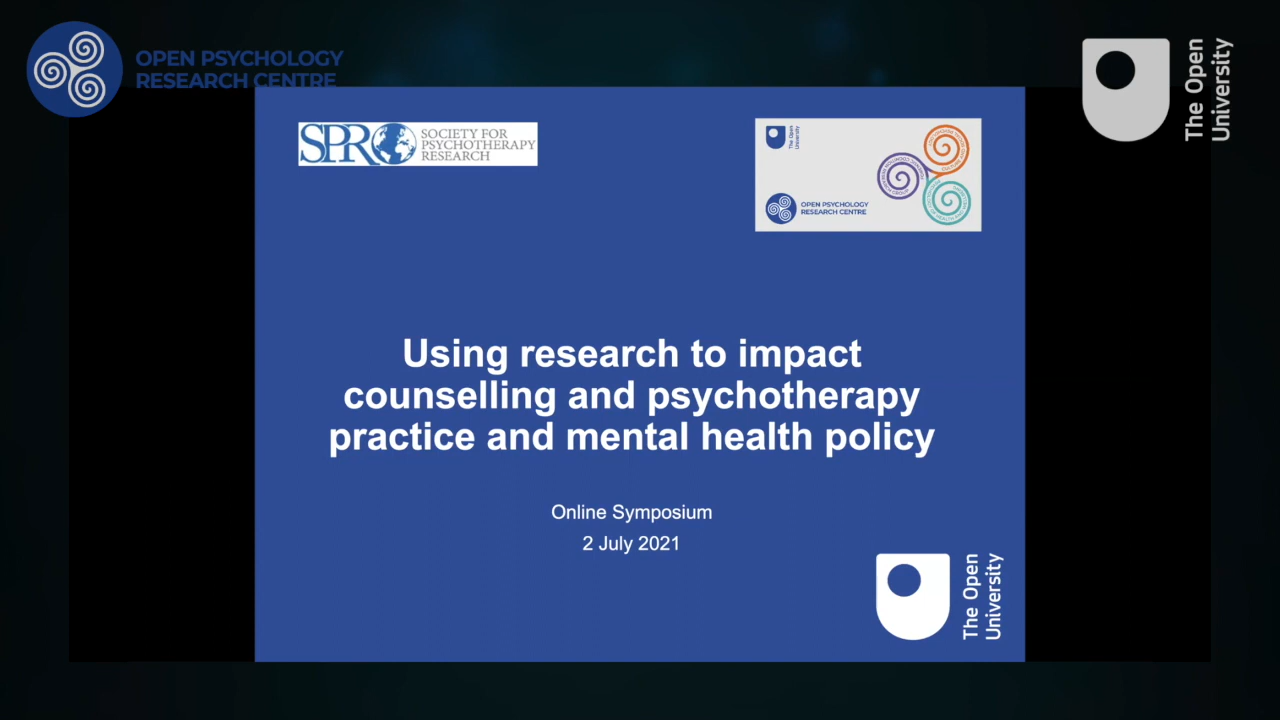 OPEN PSYCHOLOGY
RESEARCH CENTRE
The Open
University
SPR
SOCIETY FOR
PSYCHOTHERAPY
RESEARCH
The Open
University
OPEN PSYCHOLOGY
RESEARCH CENTRE
Using research to impact
counselling and psychotherapy
practice and mental health policy
Online Symposium
2 July 2021
The Open
University